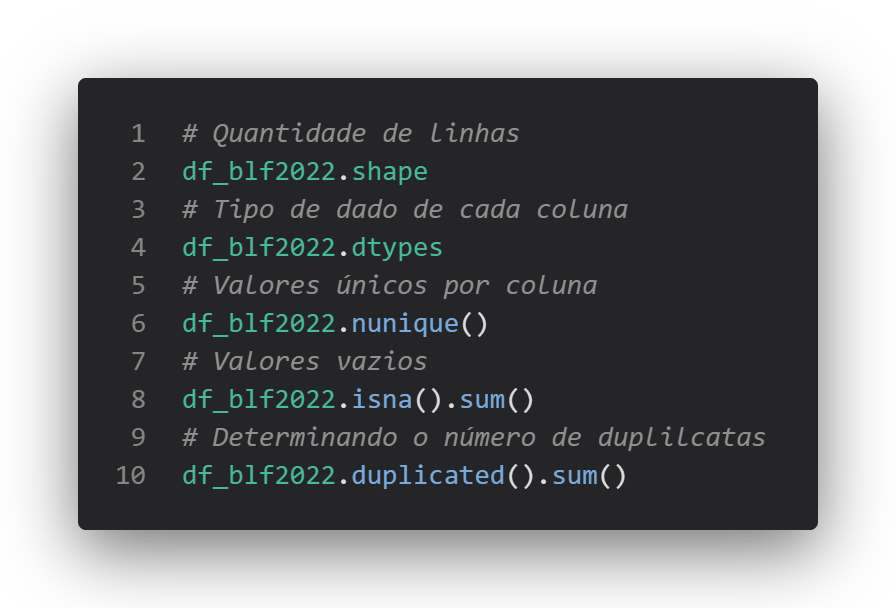 1 # Quantidade de linhas
2 df_blf2022.shape
3 # Tipo de dado de cada coluna
4 df_blf2022.dtypes
5 # Valores únicos por coluna
6 df_blf2022.nunique()
7 # Valores vazios
8 df_blf2022.isna().sum()
9 # Determinando o número de duplilcatas
10 df_blf2022.duplicated().sum()